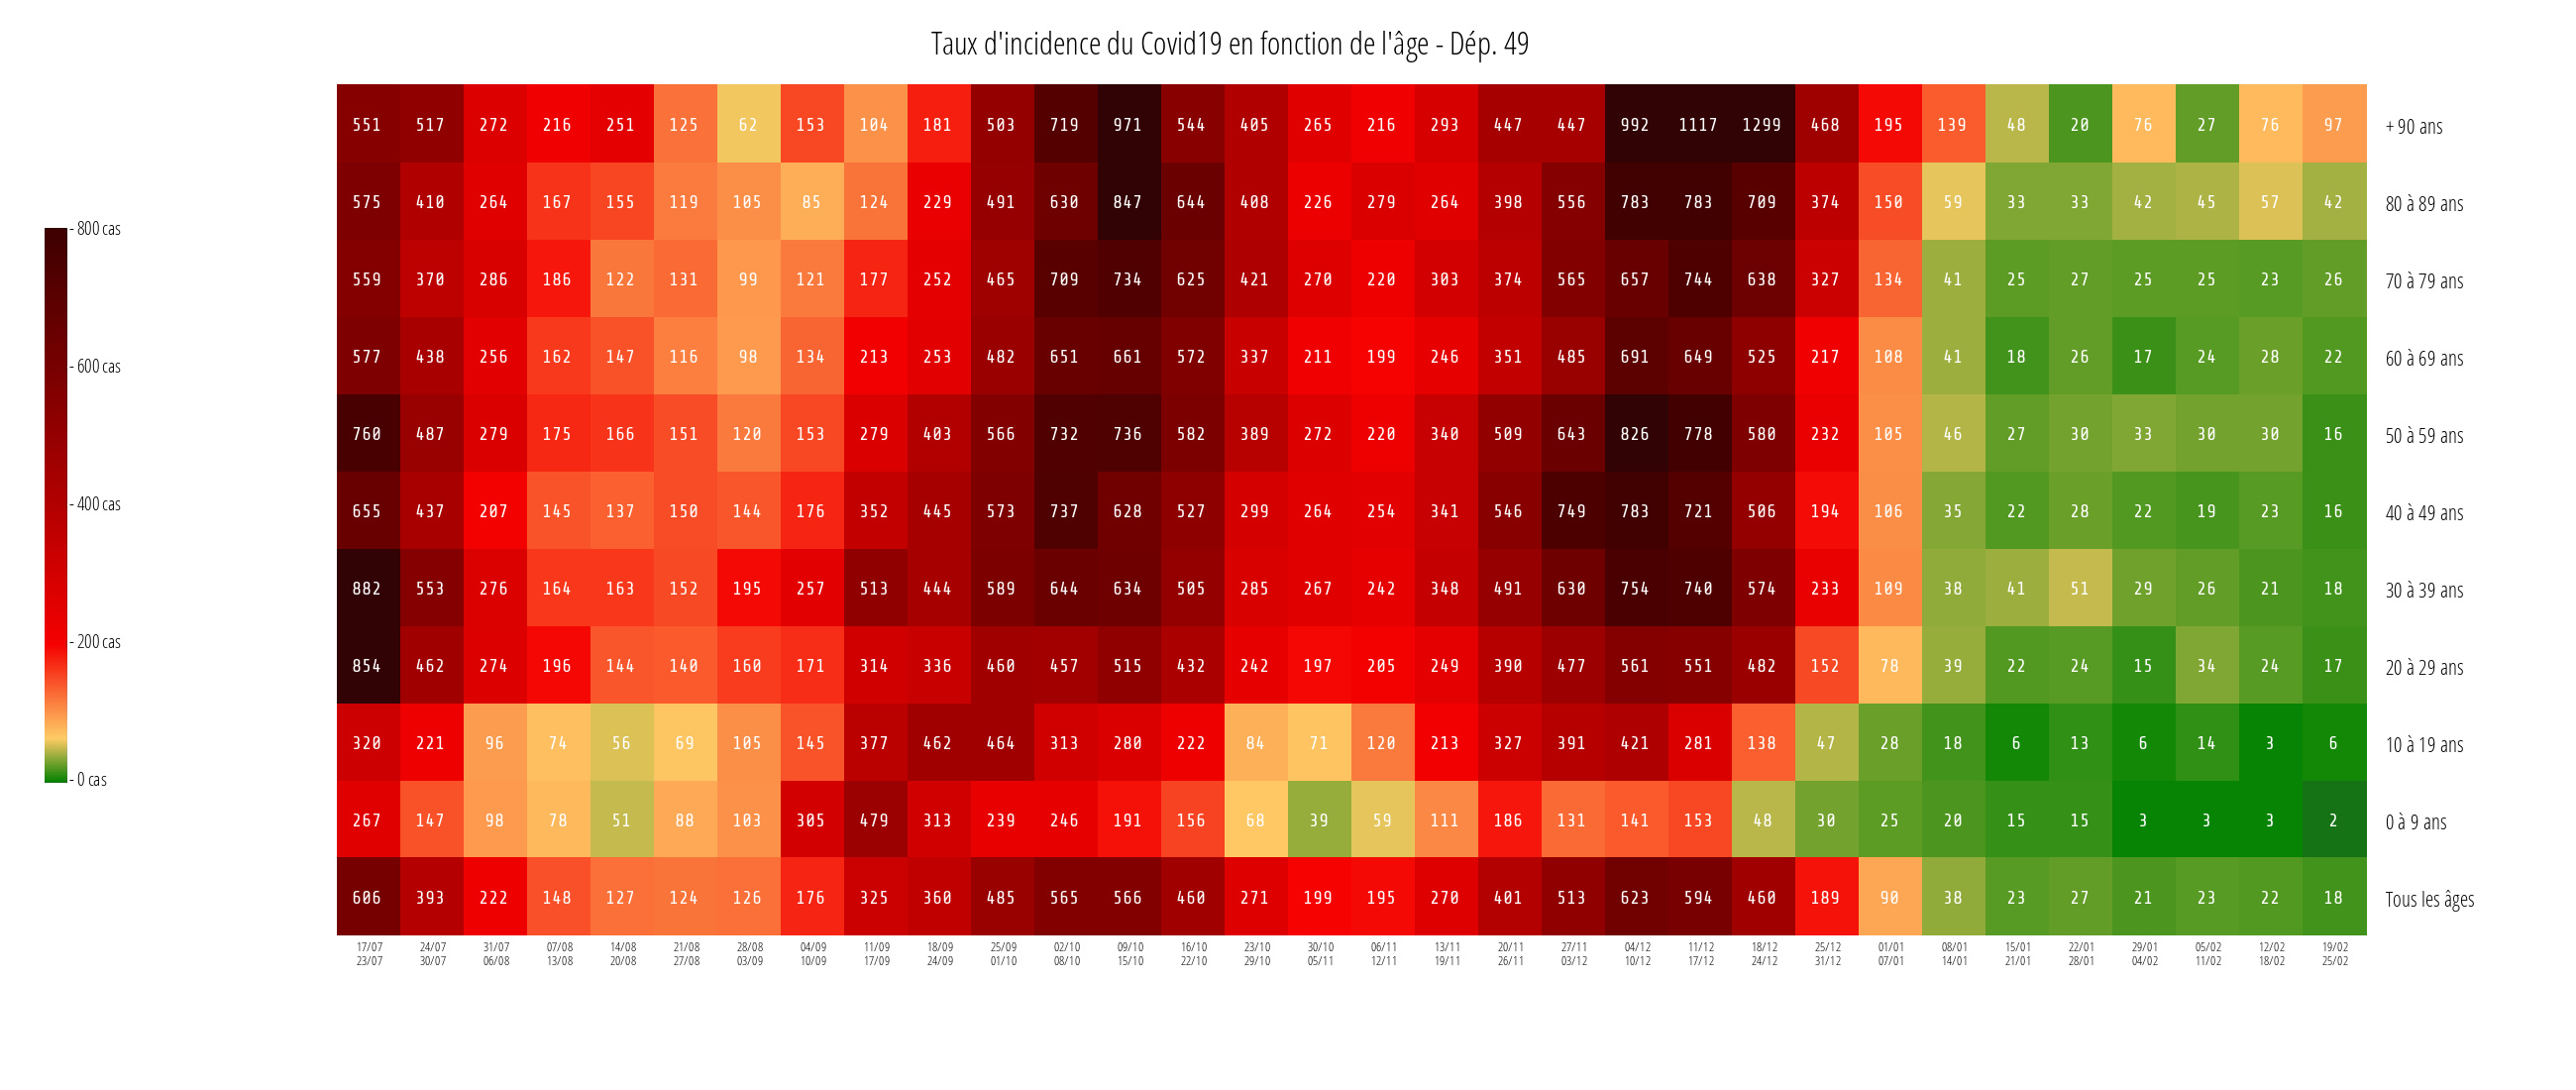 Taux d'incidence du Covid19 en fonction de l'âge - Dép. 49
- 800 cas
- 600 cas
- 400 cas
- 200 cas
- 0 cas
551 517 272 216 251 125 62 153 104 181 503 719 971 544 405 265 216 293 447 447 992 1117 1299 468 195 139 48 20 76 27 76 97 + 90 ans
575 410 264 167 155 119 105 85 124 229 491 630 847 644 408 226 279 264 398 556 783 783 709 374 150 59 33 33 42 45 57 42 80 à 89 ans
559 370 286 186 122 131 99 121 177 252 465 709 734 625 421 270 220 303 374 565 657 744 638 327 134 41 25 27 25 25 23 26 70 à 79 ans
577 438 256 162 147 116 98 134 213 253 482 651 661 572 337 211 199 246 351 485 691 649 525 217 108 41 18 26 17 24 28 22 60 à 69 ans
760 487 279 175 166 151 120 153 279 403 566 732 736 582 389 272 220 340 509 643 826 778 580 232 105 46 27 30 33 30 30 16 50 à 59 ans
655 437 207 145 137 150 144 176 352 445 573 737 628 527 299 264 254 341 546 749 783 721 506 194 106 35 22 28 22 19 23 16 40 à 49 ans
882 553 276 164 163 152 195 257 513 444 589 644 634 505 285 267 242 348 491 630 754 740 574 233 109 38 41 51 29 26 21 18 30 à 39 ans
854 462 274 196 144 140 160 171 314 336 460 457 515 432 242 197 205 249 390 477 561 551 482 152 78 39 22 24 15 34 24 17 20 à 29 ans
320 221 96 74 56 69 105 145 377 462 464 313 280 222 84 71 120 213 327 391 421 281 138 47 28 18 6 13 6 14 3 6 10 à 19 ans
267 147 98 78 51 88 103 305 479 313 239 246 191 156 68 39 59 111 186 131 141 153 48 30 25 20 15 15 3 3 3 2 0 à 9 ans
606 393 222 148 127 124 126 176 325 360 485 565 566 460 271 199 195 270 401 513 623 594 460 189 90 38 23 27 21 23 22 18 Tous les âges
17/07 24/07 31/07 07/08 14/08 21/08 28/08 04/09 11/09 18/09 25/09 02/10 09/10 16/10 23/10 30/10 06/11 13/11 20/11 27/11 04/12 11/12 18/12 25/12 01/01 08/01 15/01 22/01 29/01 05/02 12/02 19/02
23/07 30/07 06/08 13/08 20/08 27/08 03/09 10/09 17/09 24/09 01/10 08/10 15/10 22/10 29/10 05/11 12/11 19/11 26/11 03/12 10/12 17/12 24/12 31/12 07/01 14/01 21/01 28/01 04/02 11/02 18/02 25/02